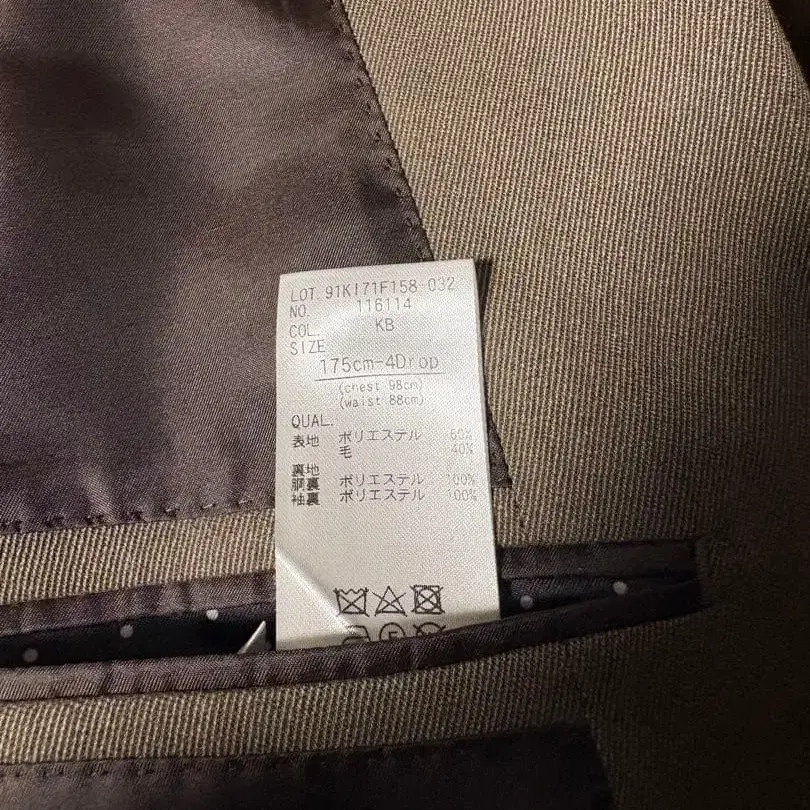 LOT.91KI71F158-032
NO. 116114
COL. KB
SIZE
175cm-4Drop
(chest 98cm)
(waist 88cm)
QUAL.
表地 ポリエステル 60%
毛 40%
裏地
胴裏 ポリエステル 100%
袖裏 ポリエステル 100%